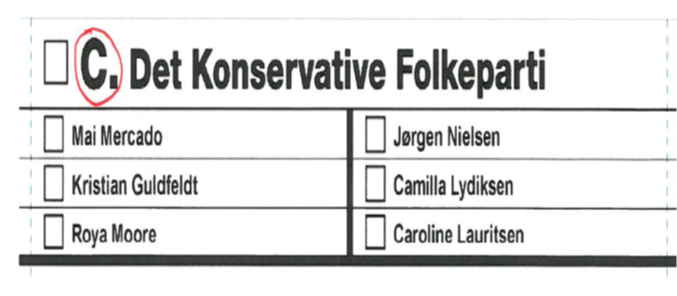 C. Det Konservative Folkeparti
Mai Mercado
Kristian Guldfeldt
Roya Moore
Jørgen Nielsen
Camilla Lydiksen
Caroline Lauritsen